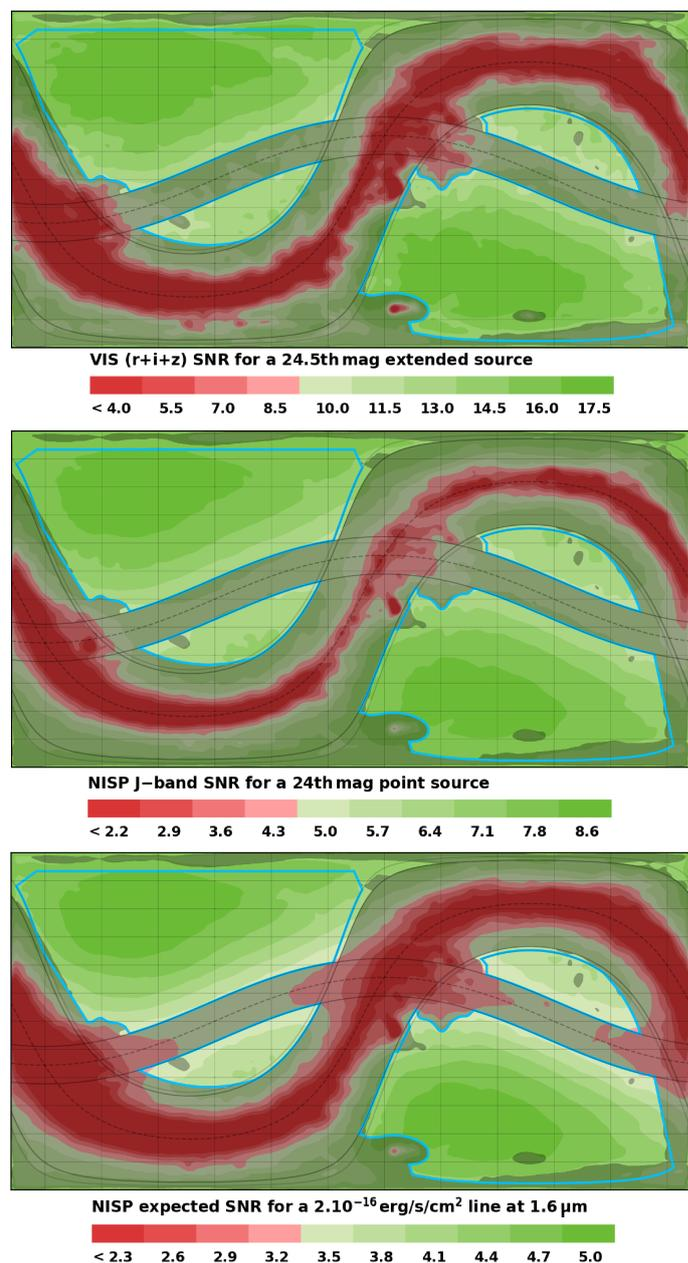 VIS (r+i+z) SNR for a 24.5th mag extended source
< 4.0 5.5 7.0 8.5 10.0 11.5 13.0 14.5 16.0 17.5
NISP J−band SNR for a 24th mag point source
< 2.2 2.9 3.6 4.3 5.0 5.7 6.4 7.1 7.8 8.6
NISP expected SNR for a 2.10⁻¹⁶ erg/s/cm² line at 1.6 µm
< 2.3 2.6 2.9 3.2 3.5 3.8 4.1 4.4 4.7 5.0